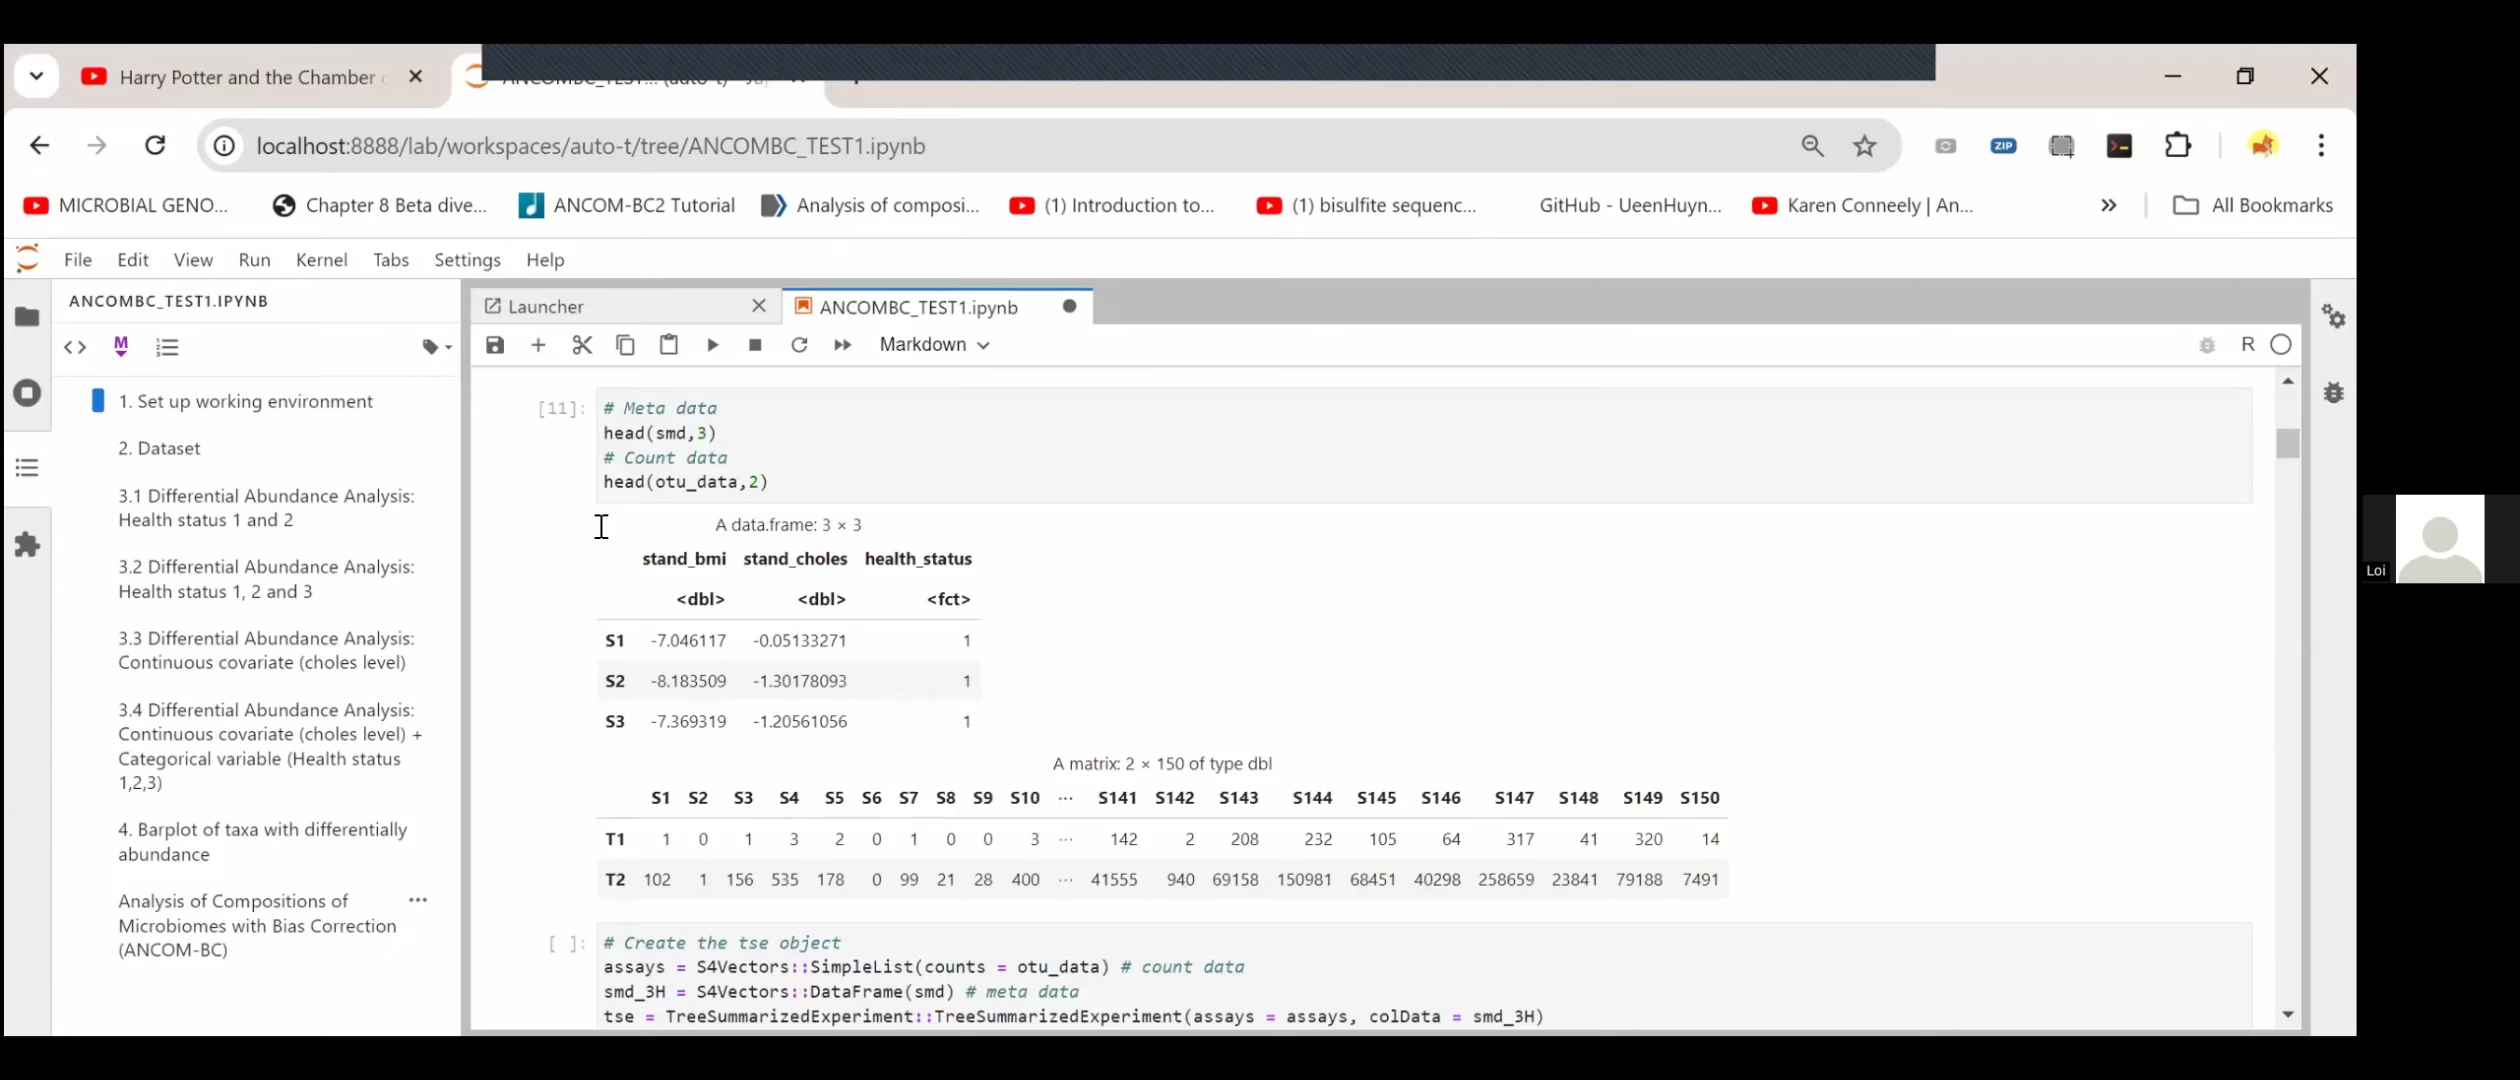 Harry Potter and the Chamber
localhost:8888/lab/workspaces/auto-t/tree/ANCOMBC_TEST1.ipynb
ZIP
MICROBIAL GENO...
Chapter 8 Beta dive...
ANCOM-BC2 Tutorial
Analysis of composi...
(1) Introduction to...
(1) bisulfite sequenc...
GitHub - UeenHuyn...
Karen Conneely | An...
All Bookmarks
File Edit View Run Kernel Tabs Settings Help
ANCOMBC_TEST1.IPYNB
1. Set up working environment
2. Dataset
3.1 Differential Abundance Analysis:
Health status 1 and 2
3.2 Differential Abundance Analysis:
Health status 1, 2 and 3
3.3 Differential Abundance Analysis:
Continuous covariate (choles level)
3.4 Differential Abundance Analysis:
Continuous covariate (choles level) +
Categorical variable (Health status
1,2,3)
4. Barplot of taxa with differentially
abundance
Analysis of Compositions of
Microbiomes with Bias Correction
(ANCOM-BC)
Launcher
ANCOMBC_TEST1.ipynb
Markdown
R
[11]: # Meta data
head(smd,3)
# Count data
head(otu_data,2)
A data.frame: 3 × 3
stand_bmi stand_choles health_status
<dbl> <dbl> <fct>
S1 -7.046117 -0.05133271 1
S2 -8.183509 -1.30178093 1
S3 -7.369319 -1.20561056 1
A matrix: 2 × 150 of type dbl
S1 S2 S3 S4 S5 S6 S7 S8 S9 S10 ··· S141 S142 S143 S144 S145 S146 S147 S148 S149 S150
T1 1 0 1 3 2 0 1 0 0 3 ··· 142 2 208 232 105 64 317 41 320 14
T2 102 1 156 535 178 0 99 21 28 400 ··· 41555 940 69158 150981 68451 40298 258659 23841 79188 7491
[ ]: # Create the tse object
assays = S4Vectors::SimpleList(counts = otu_data) # count data
smd_3H = S4Vectors::DataFrame(smd) # meta data
tse = TreeSummarizedExperiment::TreeSummarizedExperiment(assays = assays, colData = smd_3H)
Loi